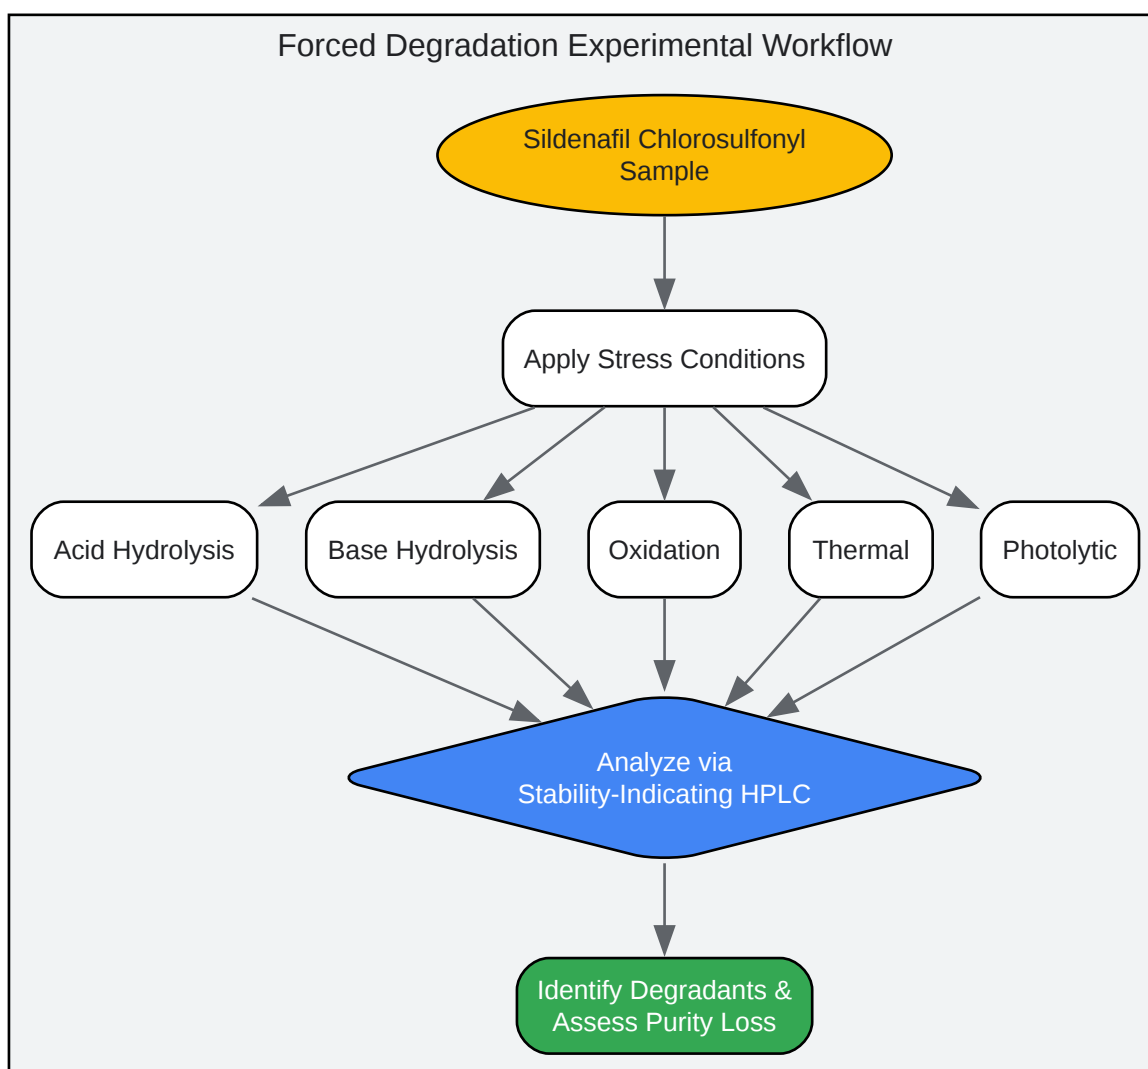 Forced Degradation Experimental Workflow
Sildenafil Chlorosulfonyl
Sample
Apply Stress Conditions
Acid Hydrolysis
Base Hydrolysis
Oxidation
Thermal
Photolytic
Analyze via
Stability-Indicating HPLC
Identify Degradants &
Assess Purity Loss